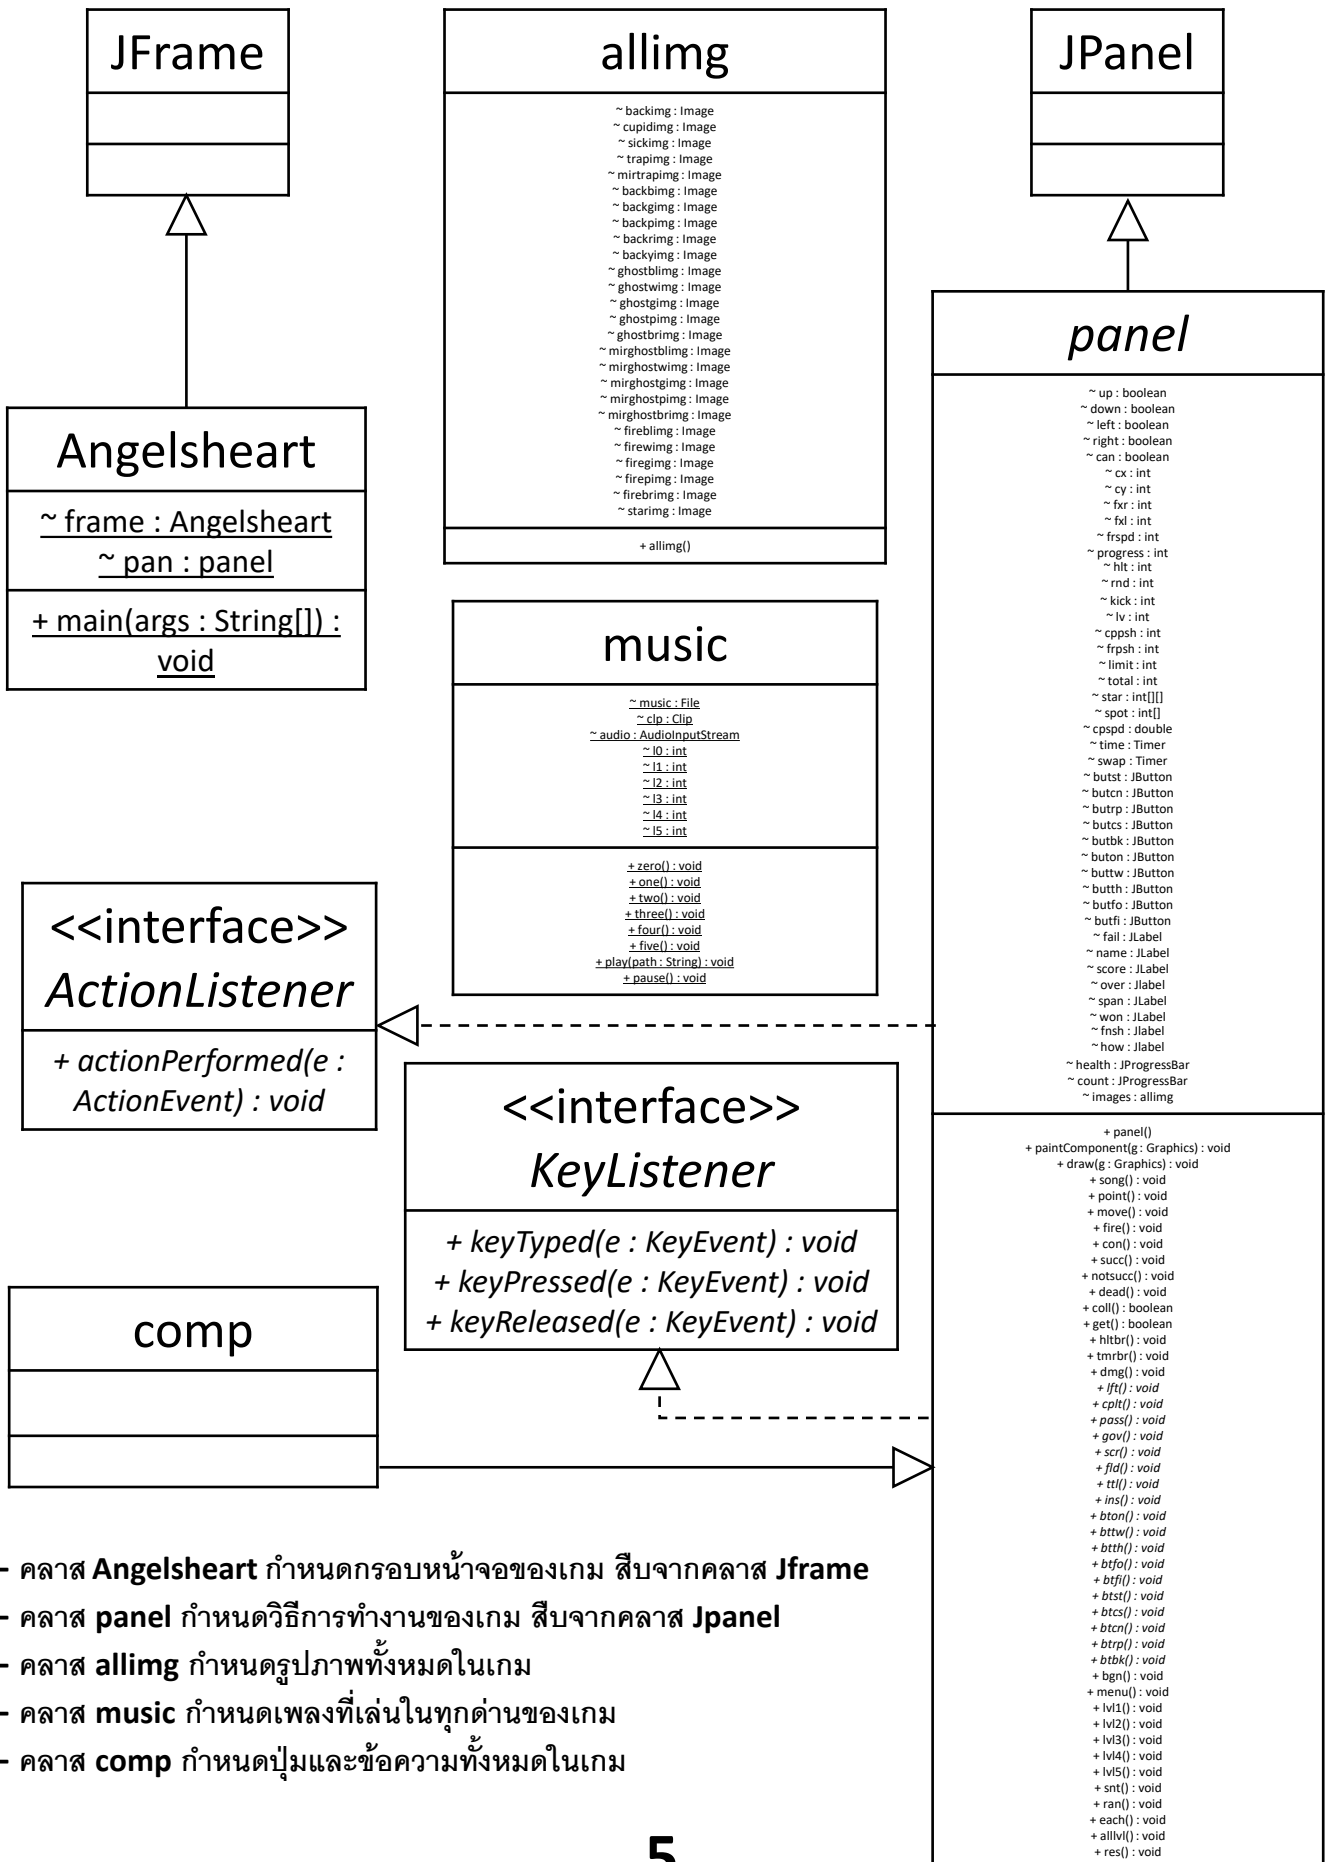 JFrame
Angelsheart
~ frame : Angelsheart
~ pan : panel
+ main(args : String[]) :
void
allimg
~ backimg : Image
~ cupidimg : Image
~ sickimg : Image
~ trapimg : Image
~ mirtrapimg : Image
~ backbimg : Image
~ backgimg : Image
~ backpimg : Image
~ backrimg : Image
~ backyimg : Image
~ ghostblimg : Image
~ ghostwimg : Image
~ ghostgimg : Image
~ ghostpimg : Image
~ ghostbrimg : Image
~ mirghostblimg : Image
~ mirghostwimg : Image
~ mirghostgimg : Image
~ mirghostpimg : Image
~ mirghostbrimg : Image
~ fireblimg : Image
~ firewimg : Image
~ firegimg : Image
~ firepimg : Image
~ firebrimg : Image
~ starimg : Image
+ allimg()
music
~ music : File
~ clp : Clip
~ audio : AudioInputStream
~ l0 : int
~ l1 : int
~ l2 : int
~ l3 : int
~ l4 : int
~ l5 : int
+ zero() : void
+ one() : void
+ two() : void
+ three() : void
+ four() : void
+ five() : void
+ play(path : String) : void
+ pause() : void
<<interface>>
ActionListener
+ actionPerformed(e :
ActionEvent) : void
<<interface>>
KeyListener
+ keyTyped(e : KeyEvent) : void
+ keyPressed(e : KeyEvent) : void
+ keyReleased(e : KeyEvent) : void
comp
JPanel
panel
~ up : boolean
~ down : boolean
~ left : boolean
~ right : boolean
~ can : boolean
~ cx : int
~ cy : int
~ fxr : int
~ fxl : int
~ frspd : int
~ progress : int
~ hlt : int
~ rnd : int
~ kick : int
~ lv : int
~ cppsh : int
~ frpsh : int
~ limit : int
~ total : int
~ star : int[][]
~ spot : int[]
~ cpspd : double
~ time : Timer
~ swap : Timer
~ butst : JButton
~ butcn : JButton
~ butrp : JButton
~ butcs : JButton
~ butbk : JButton
~ buton : JButton
~ buttw : JButton
~ butth : JButton
~ butfo : JButton
~ butfi : JButton
~ fail : JLabel
~ name : JLabel
~ score : JLabel
~ over : Jlabel
~ span : JLabel
~ won : JLabel
~ fnsh : Jlabel
~ how : Jlabel
~ health : JProgressBar
~ count : JProgressBar
~ images : allimg
+ panel()
+ paintComponent(g : Graphics) : void
+ draw(g : Graphics) : void
+ song() : void
+ point() : void
+ move() : void
+ fire() : void
+ con() : void
+ succ() : void
+ notsucc() : void
+ dead() : void
+ coll() : boolean
+ get() : boolean
+ hltbr() : void
+ tmrbr() : void
+ dmg() : void
+ lft() : void
+ cplt() : void
+ pass() : void
+ gov() : void
+ scr() : void
+ fld() : void
+ ttl() : void
+ ins() : void
+ bton() : void
+ bttw() : void
+ btth() : void
+ btfo() : void
+ btfi() : void
+ btst() : void
+ btcs() : void
+ btcn() : void
+ btrp() : void
+ btbk() : void
+ bgn() : void
+ menu() : void
+ lvl1() : void
+ lvl2() : void
+ lvl3() : void
+ lvl4() : void
+ lvl5() : void
+ snt() : void
+ ran() : void
+ each() : void
+ alllvl() : void
+ res() : void
- คลาส Angelsheart กำหนดกรอบหน้าจอของเกม สืบจากคลาส Jframe
- คลาส panel กำหนดวิธีการทำงานของเกม สืบจากคลาส Jpanel
- คลาส allimg กำหนดรูปภาพทั้งหมดในเกม
- คลาส music กำหนดเพลงที่เล่นในทุกด่านของเกม
- คลาส comp กำหนดปุ่มและข้อความทั้งหมดในเกม
5